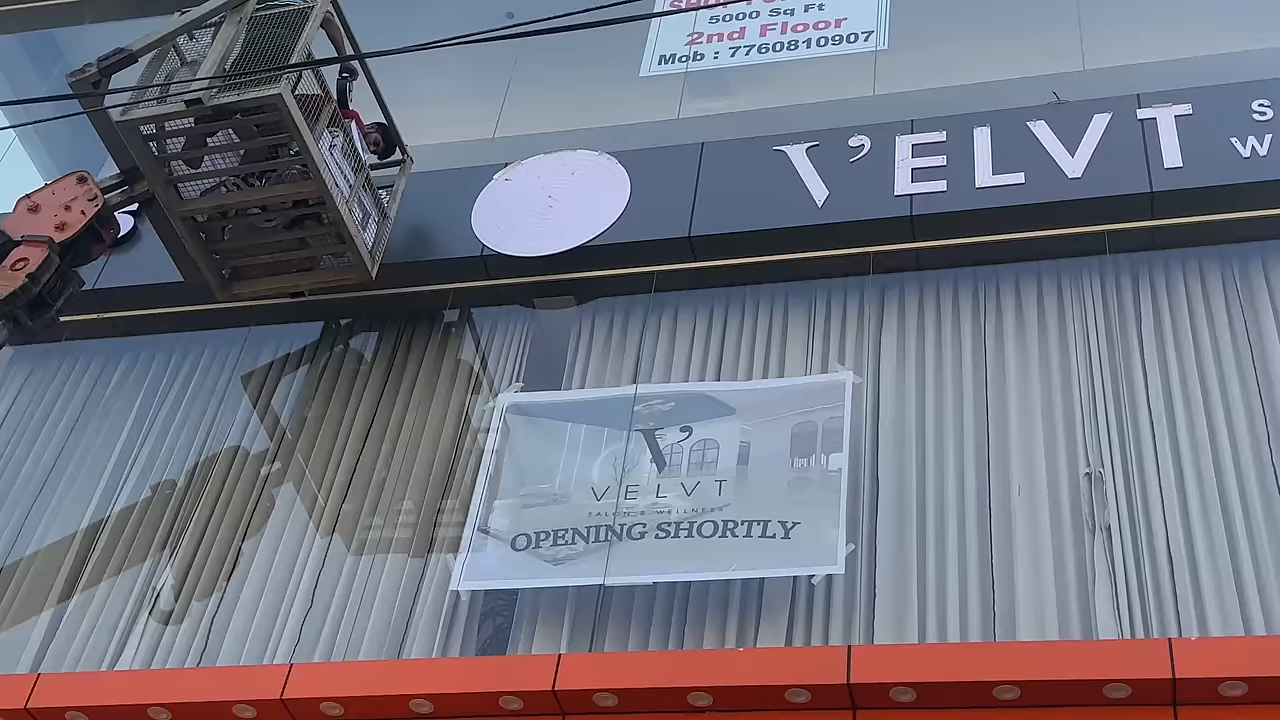 5000 Sq Ft
2nd Floor
Mob : 7760810907
V'ELVT
S
W
V'
VELVT
SALON & WELLNESS
OPENING SHORTLY